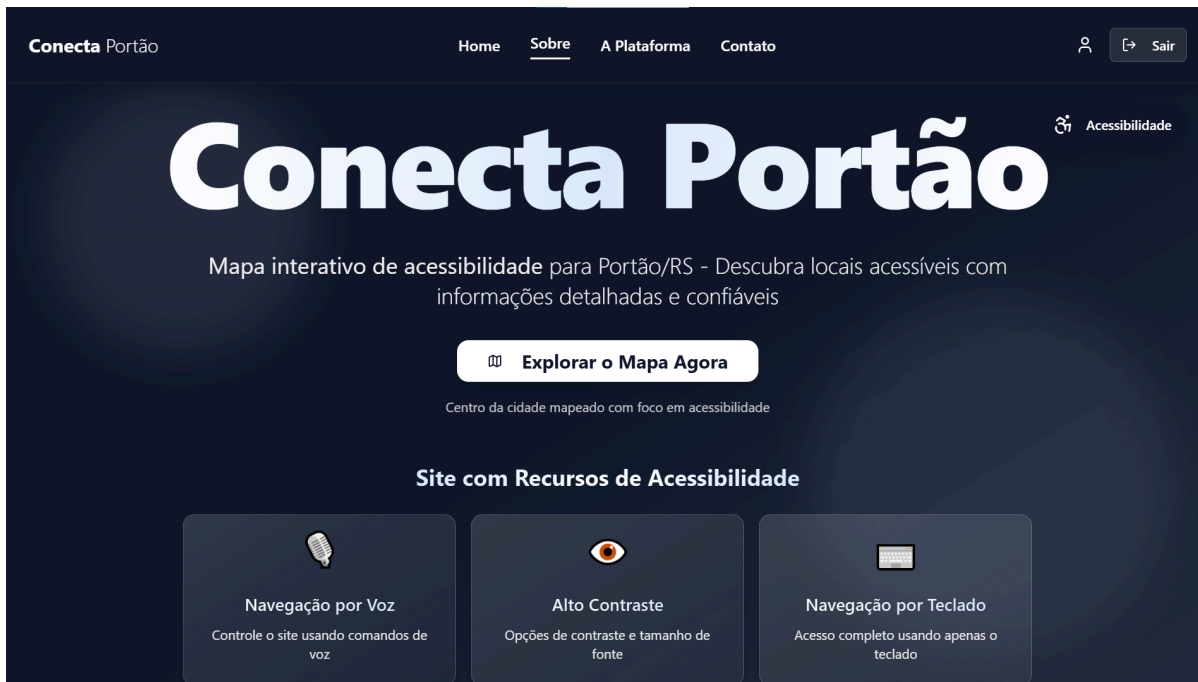 Conecta Portão
Home
Sobre
A Plataforma
Contato
Sair
Acessibilidade
Conecta Portão
Mapa interativo de acessibilidade para Portão/RS - Descubra locais acessíveis com
informações detalhadas e confiáveis
Explorar o Mapa Agora
Centro da cidade mapeado com foco em acessibilidade
Site com Recursos de Acessibilidade
Navegação por Voz
Controle o site usando comandos de
voz
Alto Contraste
Opções de contraste e tamanho de
fonte
Navegação por Teclado
Acesso completo usando apenas o
teclado